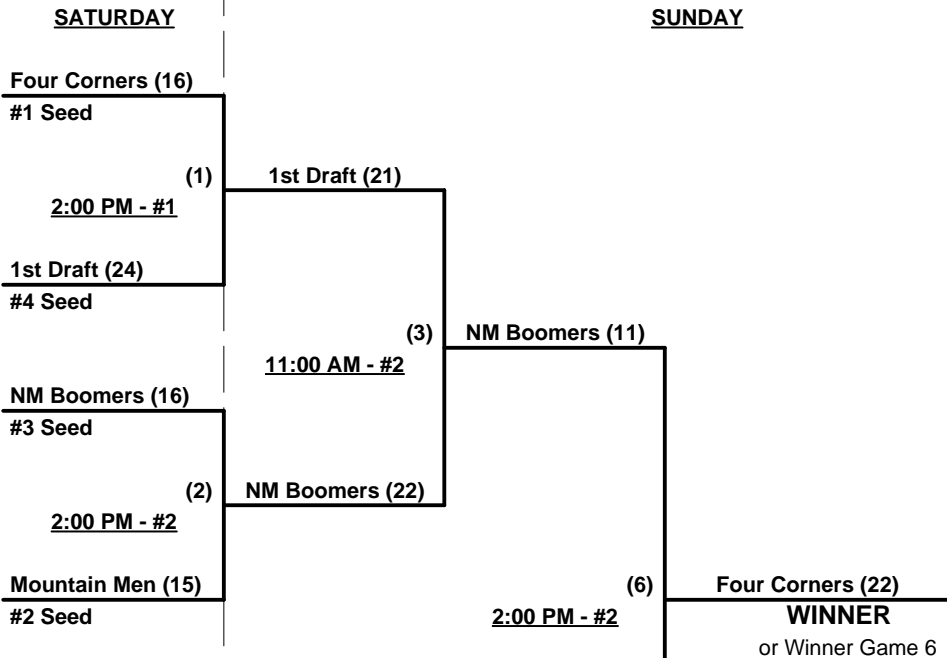 SATURDAY SUNDAY
Four Corners (16)
#1 Seed
(1) 1st Draft (21)
2:00 PM - #1
1st Draft (24)
#4 Seed
(3) NM Boomers (11)
11:00 AM - #2
NM Boomers (16)
#3 Seed
(2) NM Boomers (22)
2:00 PM - #2
Mountain Men (15) (6) Four Corners (22)
#2 Seed 2:00 PM - #2 WINNER
or Winner Game 6